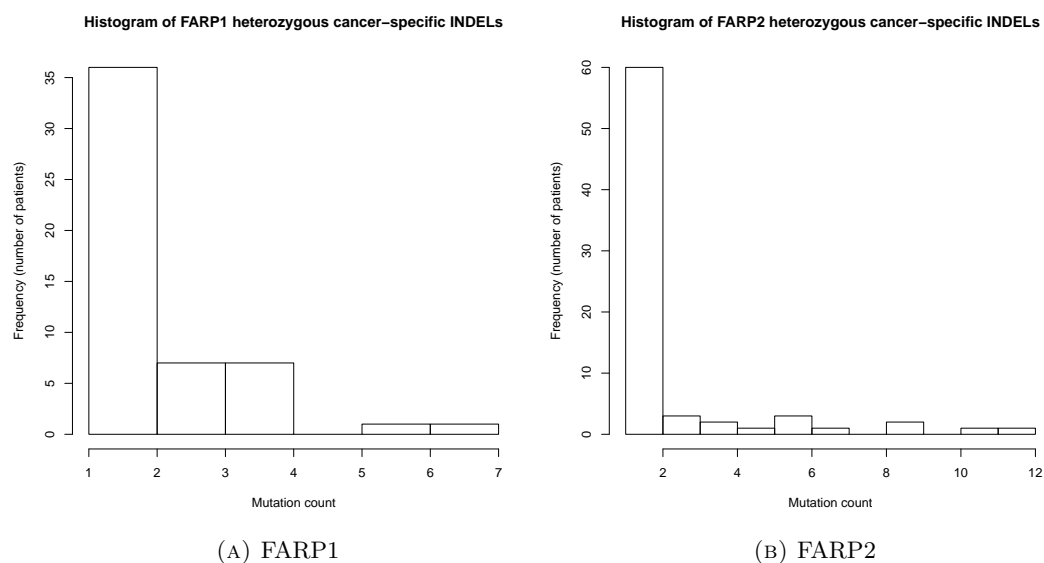 Histogram of FARP1 heterozygous cancer−specific INDELs
Frequency (number of patients)
35
30
25
20
15
10
5
0
1 2 3 4 5 6 7
Mutation count
(A) FARP1
Histogram of FARP2 heterozygous cancer−specific INDELs
Frequency (number of patients)
60
50
40
30
20
10
0
2 4 6 8 10 12
Mutation count
(B) FARP2